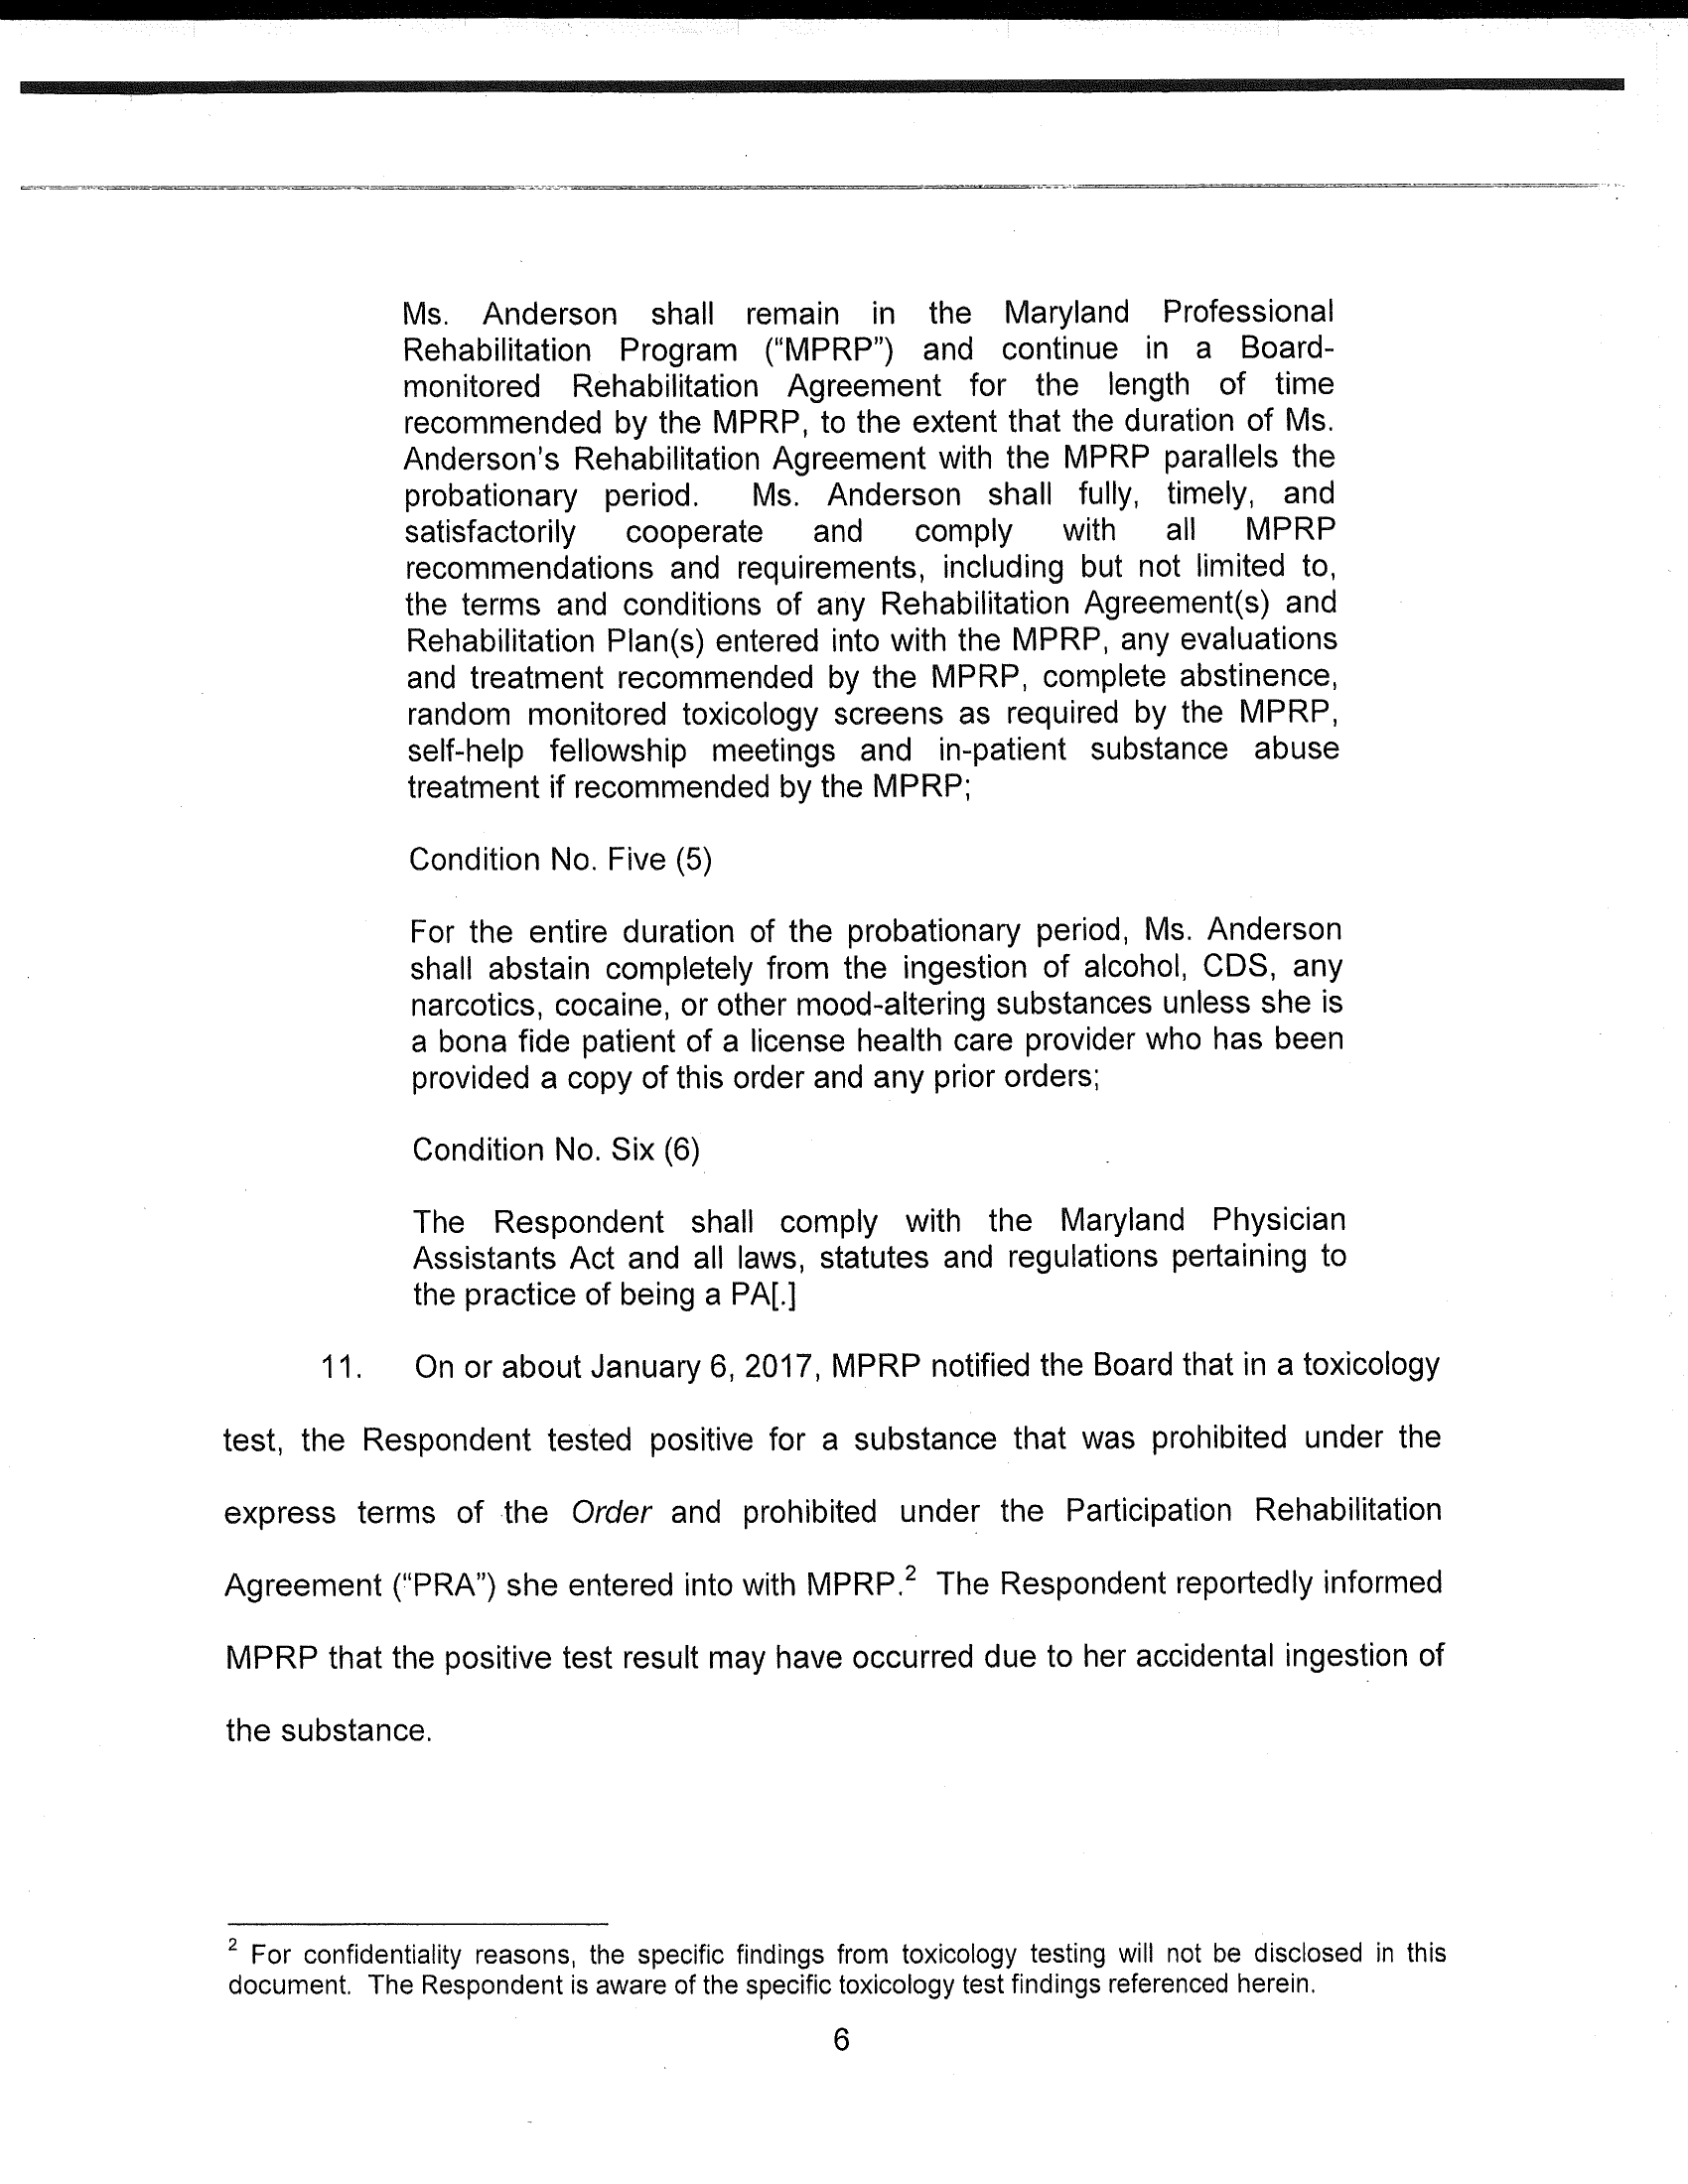 Ms. Anderson shall remain in the Maryland Professional
Rehabilitation Program (“MPRP”) and continue in a Board-
monitored Rehabilitation Agreement for the length of time
recommended by the MPRP, to the extent that the duration of Ms.
Anderson's Rehabilitation Agreement with the MPRP parallels the
probationary period. Ms. Anderson shall fully, timely, and
satisfactorily cooperate and comply with all MPRP
recommendations and requirements, including but not limited to,
the terms and conditions of any Rehabilitation Agreement(s) and
Rehabilitation Plan(s) entered into with the MPRP, any evaluations
and treatment recommended by the MPRP, complete abstinence,
random monitored toxicology screens as required by the MPRP,
self-help fellowship meetings and in-patient substance abuse
treatment if recommended by the MPRP;
Condition No. Five (5)
For the entire duration of the probationary period, Ms. Anderson
shall abstain completely from the ingestion of alcohol, CDS, any
narcotics, cocaine, or other mood-altering substances unless she is
a bona fide patient of a license health care provider who has been
provided a copy of this order and any prior orders;
Condition No. Six (6)
The Respondent shall comply with the Maryland Physician
Assistants Act and all laws, statutes and regulations pertaining to
the practice of being a PA[.]
11. On or about January 6, 2017, MPRP notified the Board that in a toxicology
test, the Respondent tested positive for a substance that was prohibited under the
express terms of the Order and prohibited under the Participation Rehabilitation
Agreement (“PRA”) she entered into with MPRP.² The Respondent reportedly informed
MPRP that the positive test result may have occurred due to her accidental ingestion of
the substance.
² For confidentiality reasons, the specific findings from toxicology testing will not be disclosed in this
document. The Respondent is aware of the specific toxicology test findings referenced herein.
6